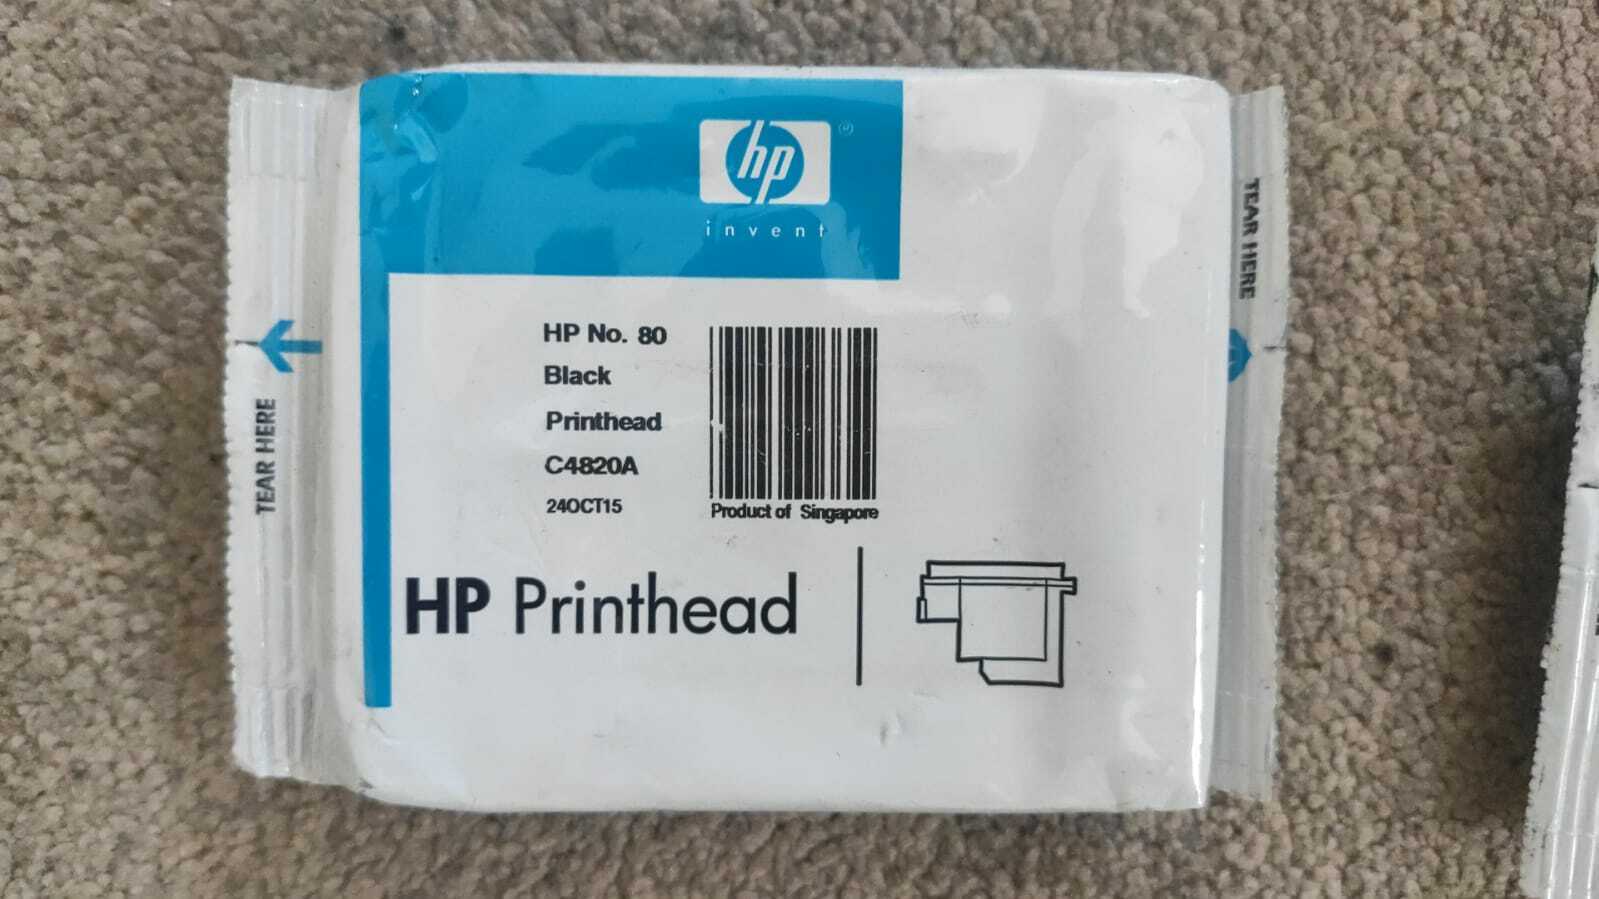 hp ®
invent
HP No. 80
Black
Printhead
C4820A
24OCT15
Product of Singapore
HP Printhead
TEAR HERE
TEAR HERE